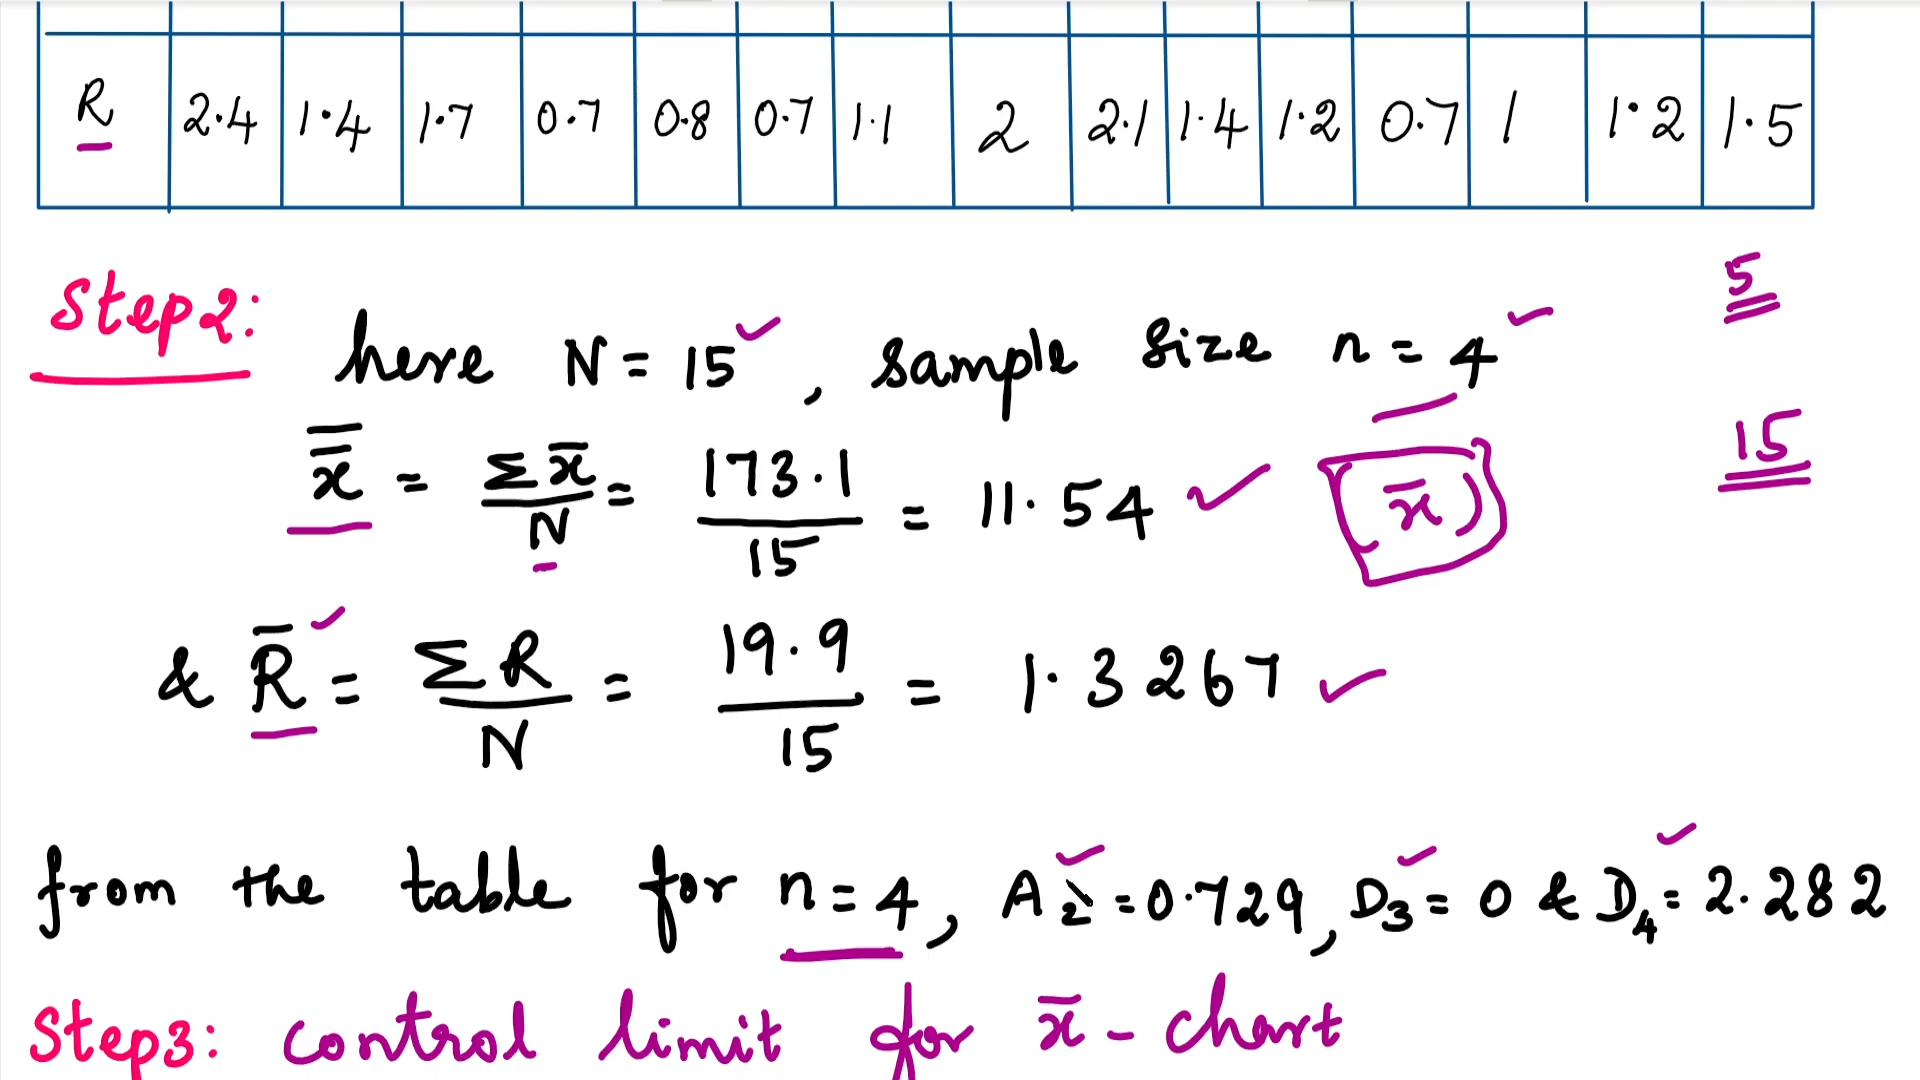 R 2.4 1.4 1.7 0.7 0.8 0.7 1.1 2 2.1 1.4 1.2 0.7 1 1.2 1.5
Step2: here N = 15, sample size n = 4
5
x̿ = Σx̄/N = 173.1/15 = 11.54 (x̄)
15
& R̄ = ΣR/N = 19.9/15 = 1.3267
from the table for n = 4, A₂ = 0.729, D₃ = 0 & D₄ = 2.282
Step3: control limit for x̄ - chart